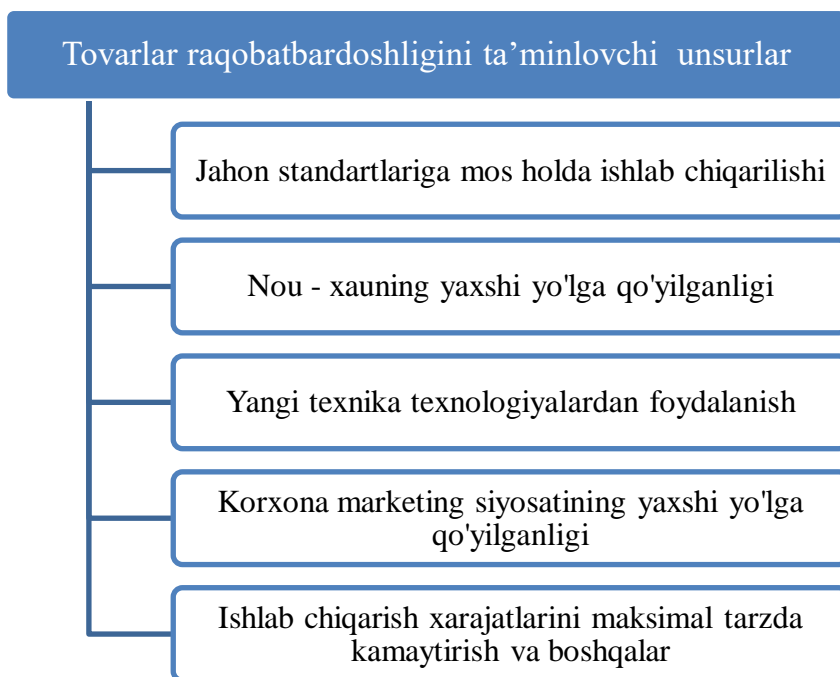 Tovarlar raqobatbardoshligini ta’minlovchi unsurlar
Jahon standartlariga mos holda ishlab chiqarilishi
Nou - xauning yaxshi yo'lga qo'yilganligi
Yangi texnika texnologiyalardan foydalanish
Korxona marketing siyosatining yaxshi yo'lga
qo'yilganligi
Ishlab chiqarish xarajatlarini maksimal tarzda
kamaytirish va boshqalar